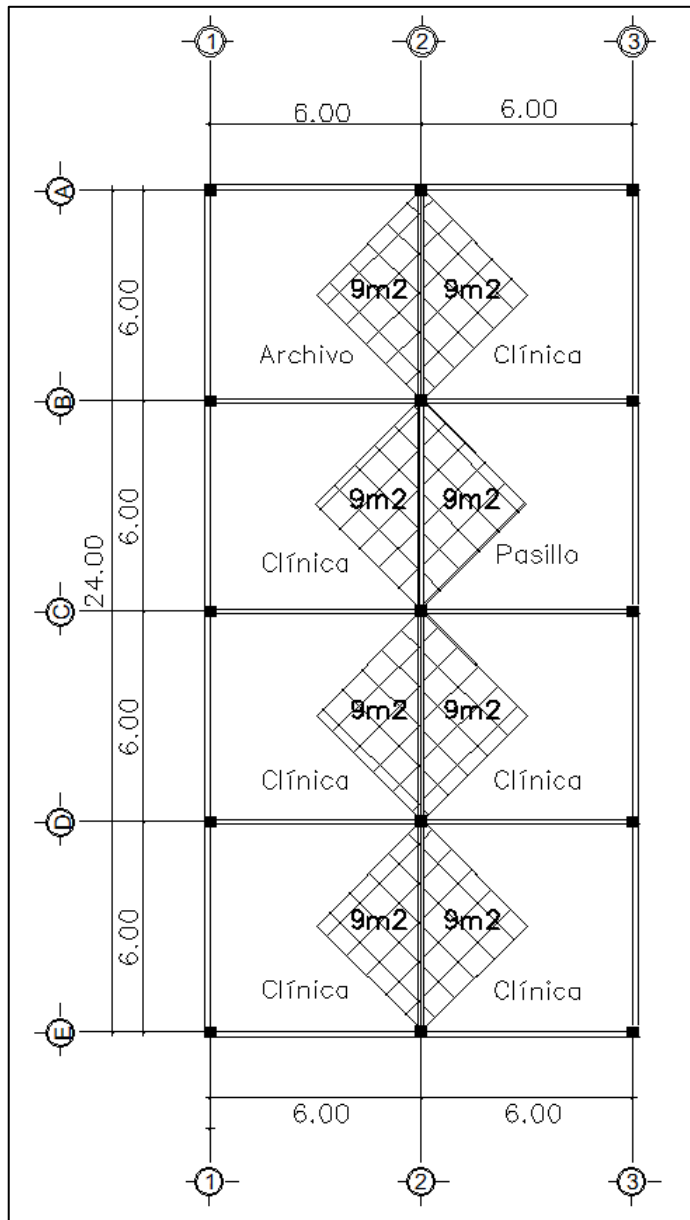 1 2 3
6.00 6.00
A
9m2 9m2
6.00
Archivo Clínica
B
9m2 9m2
6.00
Clínica Pasillo
24.00
C
9m2 9m2
6.00
Clínica Clínica
D
9m2 9m2
6.00
Clínica Clínica
E
6.00 6.00
1 2 3